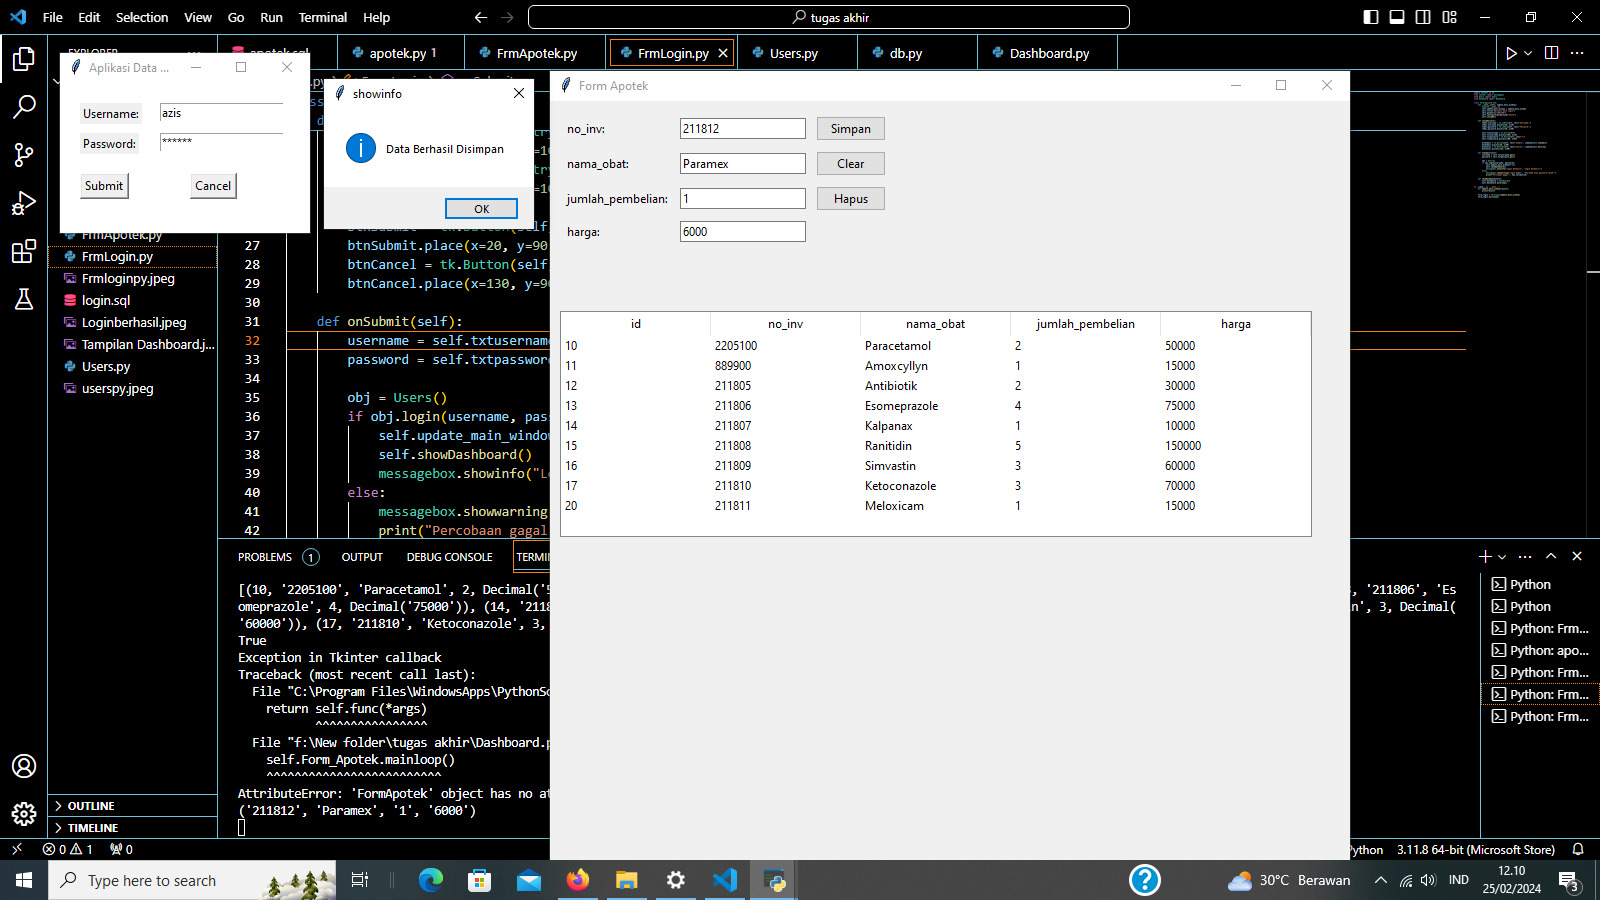 File Edit Selection View Go Run Terminal Help
tugas akhir
EXPLORER
apotek.sql
apotek.py 1
FrmApotek.py
FrmLogin.py
Users.py
db.py
Dashboard.py
Aplikasi Data ...
Username: azis
Password: ******
Submit Cancel
showinfo
Data Berhasil Disimpan
OK
Form Apotek
no_inv: 211812 Simpan
nama_obat: Paramex Clear
jumlah_pembelian: 1 Hapus
harga: 6000
id no_inv nama_obat jumlah_pembelian harga
10 2205100 Paracetamol 2 50000
11 889900 Amoxcyllyn 1 15000
12 211805 Antibiotik 2 30000
13 211806 Esomeprazole 4 75000
14 211807 Kalpanax 1 10000
15 211808 Ranitidin 5 150000
16 211809 Simvastin 3 60000
17 211810 Ketoconazole 3 70000
20 211811 Meloxicam 1 15000
FrmApotek.py
FrmLogin.py
Frmloginpy.jpeg
login.sql
Loginberhasil.jpeg
Tampilan Dashboard.j...
Users.py
userspy.jpeg
OUTLINE
TIMELINE
27 btnSubmit.place(x=20, y=90
28 btnCancel = tk.Button(self
29 btnCancel.place(x=130, y=90
30
31 def onSubmit(self):
32 username = self.txtusername
33 password = self.txtpassword
34
35 obj = Users()
36 if obj.login(username, pass
37 self.update_main_window
38 self.showDashboard()
39 messagebox.showinfo("L
40 else:
41 messagebox.showwarning
42 print("Percobaan gagal
PROBLEMS 1 OUTPUT DEBUG CONSOLE TERMIN
[(10, '2205100', 'Paracetamol', 2, Decimal('5 , '211806', 'Es
omeprazole', 4, Decimal('75000')), (14, '2118 n', 3, Decimal(
'60000')), (17, '211810', 'Ketoconazole', 3,
True
Exception in Tkinter callback
Traceback (most recent call last):
File "C:\Program Files\WindowsApps\PythonSo
return self.func(*args)
^^^^^^^^^^^^^^^^
File "f:\New folder\tugas akhir\Dashboard.p
self.Form_Apotek.mainloop()
^^^^^^^^^^^^^^^^^^^^^^^^^
AttributeError: 'FormApotek' object has no at
('211812', 'Paramex', '1', '6000')
Python
Python
Python: Frm...
Python: apo...
Python: Frm...
Python: Frm...
Python: Frm...
0 1 0
Python 3.11.8 64-bit (Microsoft Store)
Type here to search
30°C Berawan
IND
12.10
25/02/2024
3